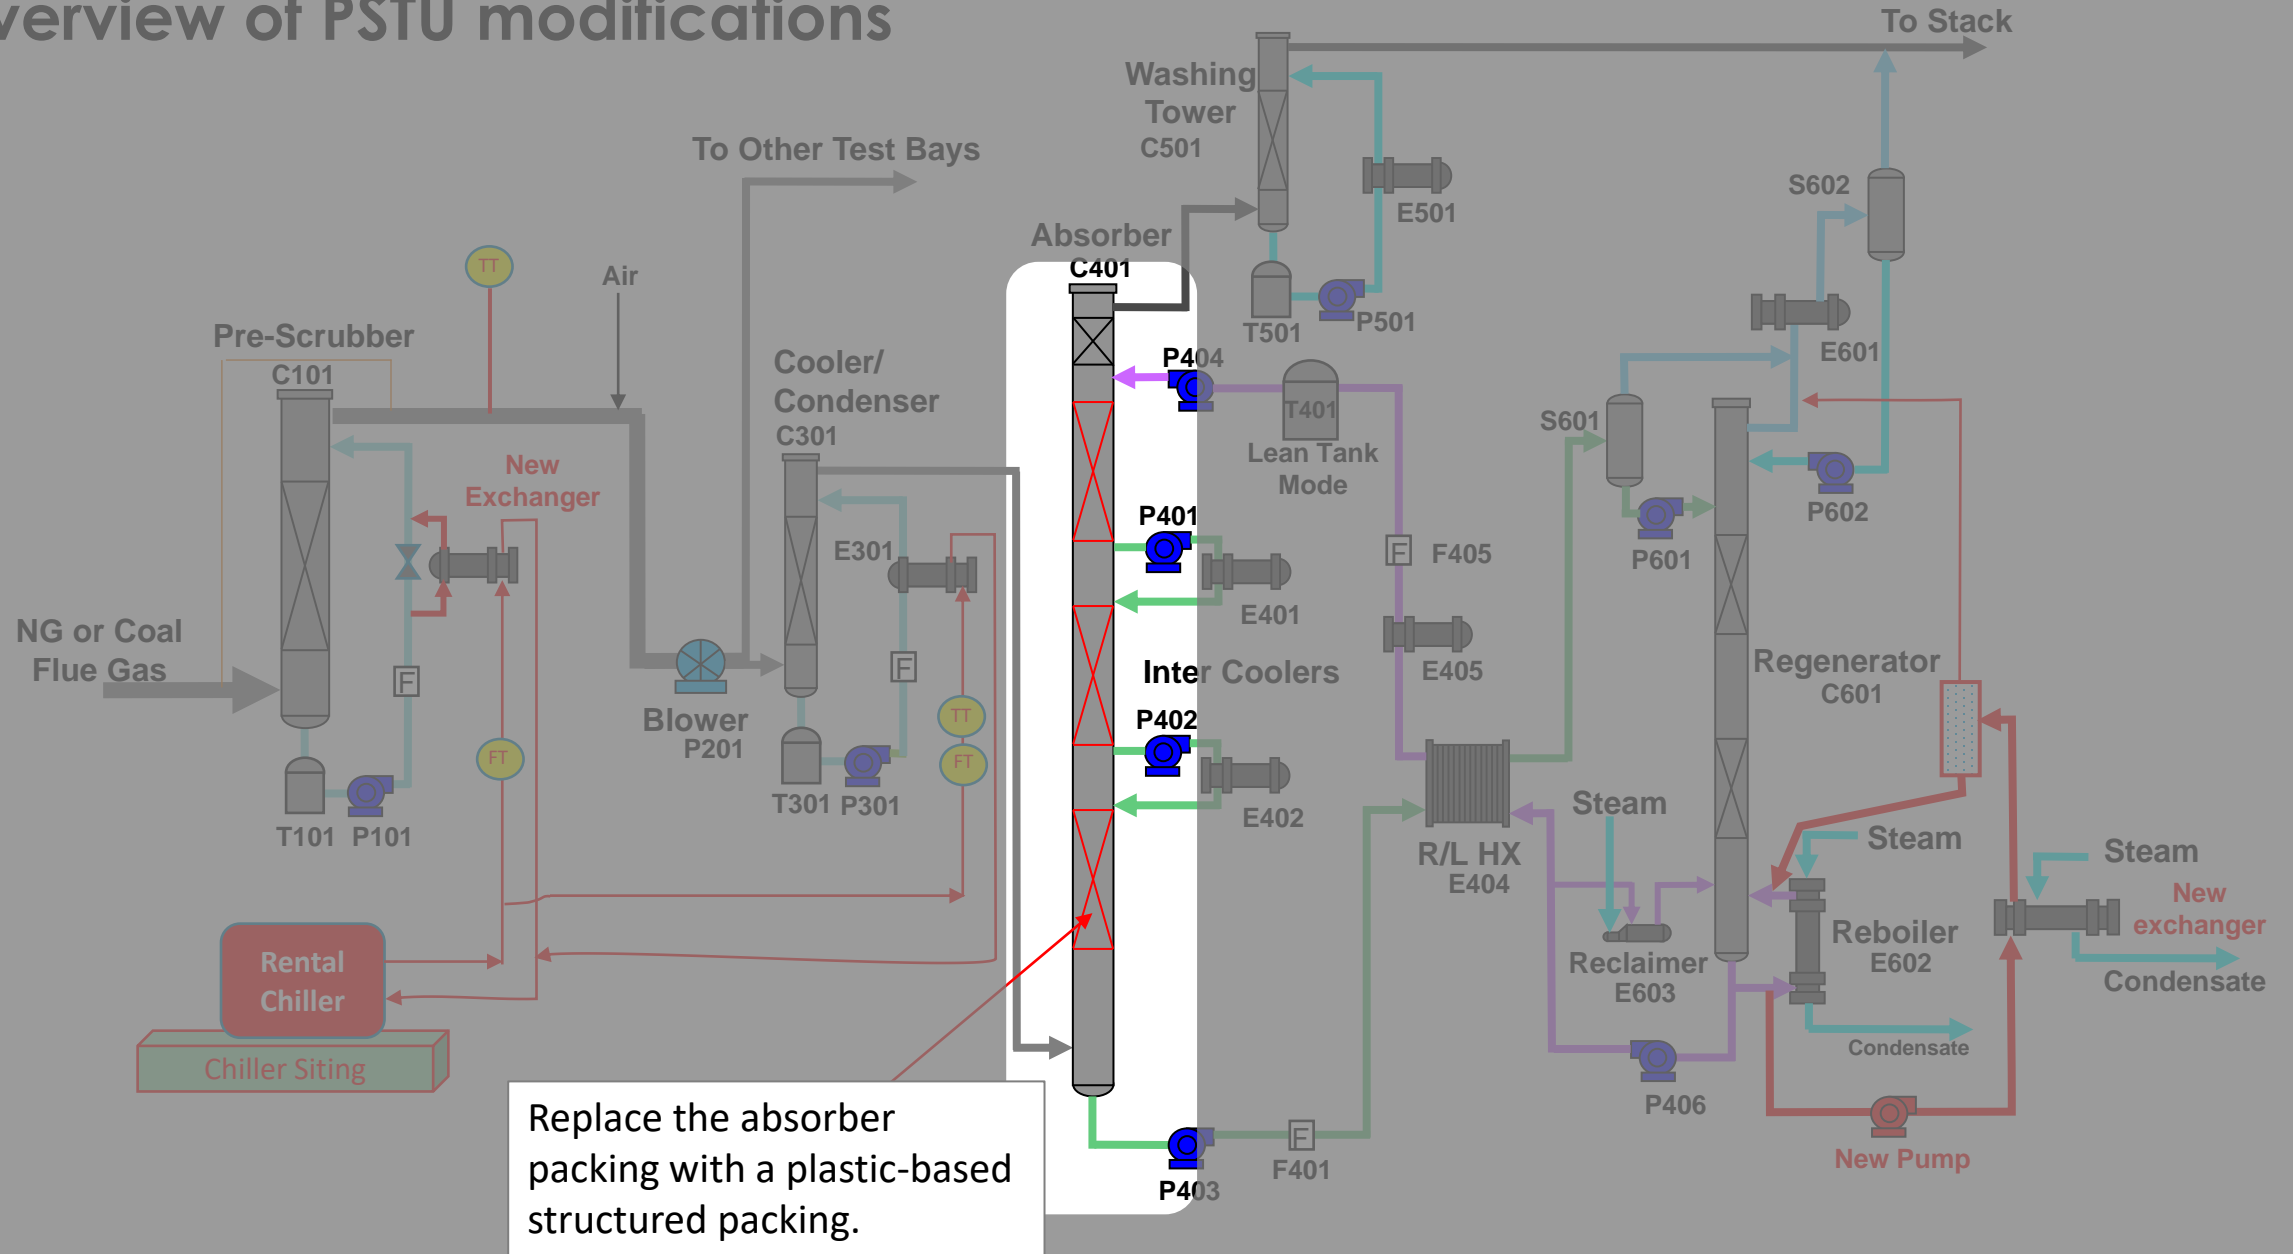 verview of PSTU modifications
To Stack
Washing
Tower
C501
To Other Test Bays
S602
E501
Absorber
C401
TT
Air
Pre-Scrubber
C101
T501
P501
E601
Cooler/
Condenser
C301
P404
T401
Lean Tank
Mode
S601
New
Exchanger
P401
P602
F
F405
E301
P601
E401
NG or Coal
Flue Gas
F
F
Inter Coolers
E405
Regenerator
C601
Blower
P201
TT
FT
FT
P402
T301
P301
E402
Steam
T101
P101
R/L HX
E404
Steam
Steam
New
exchanger
Reboiler
E602
Rental
Chiller
Reclaimer
E603
Condensate
Condensate
Chiller Siting
P406
Replace the absorber
packing with a plastic-based
structured packing.
F
F401
P403
New Pump